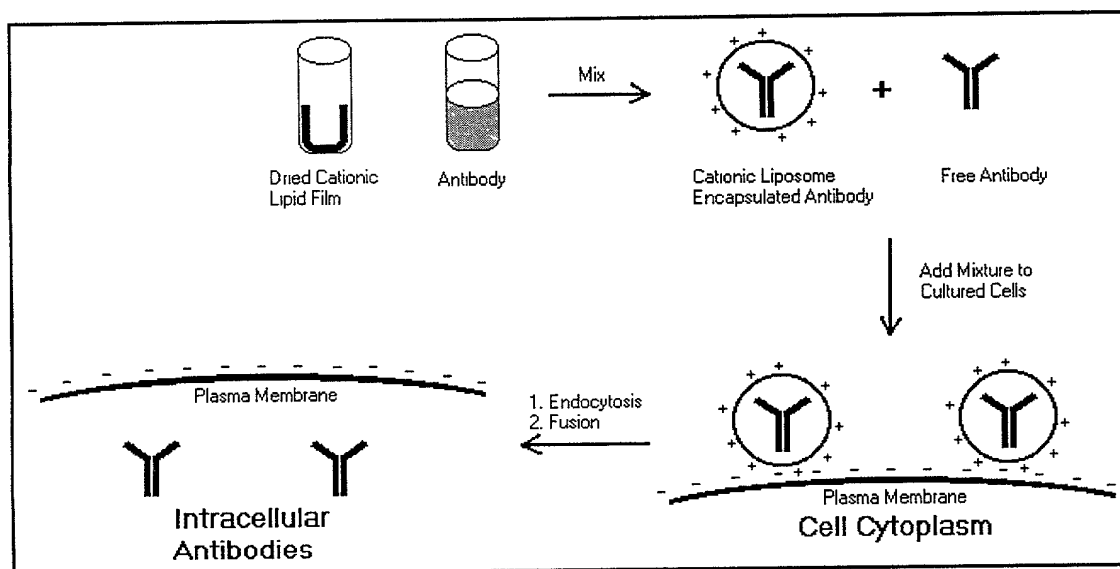 Mix
Dried Cationic
Lipid Film
Antibody
Cationic Liposome
Encapsulated Antibody
+
Free Antibody
Add Mixture to
Cultured Cells
Plasma Membrane
1. Endocytosis
2. Fusion
Plasma Membrane
Intracellular
Antibodies
Cell Cytoplasm